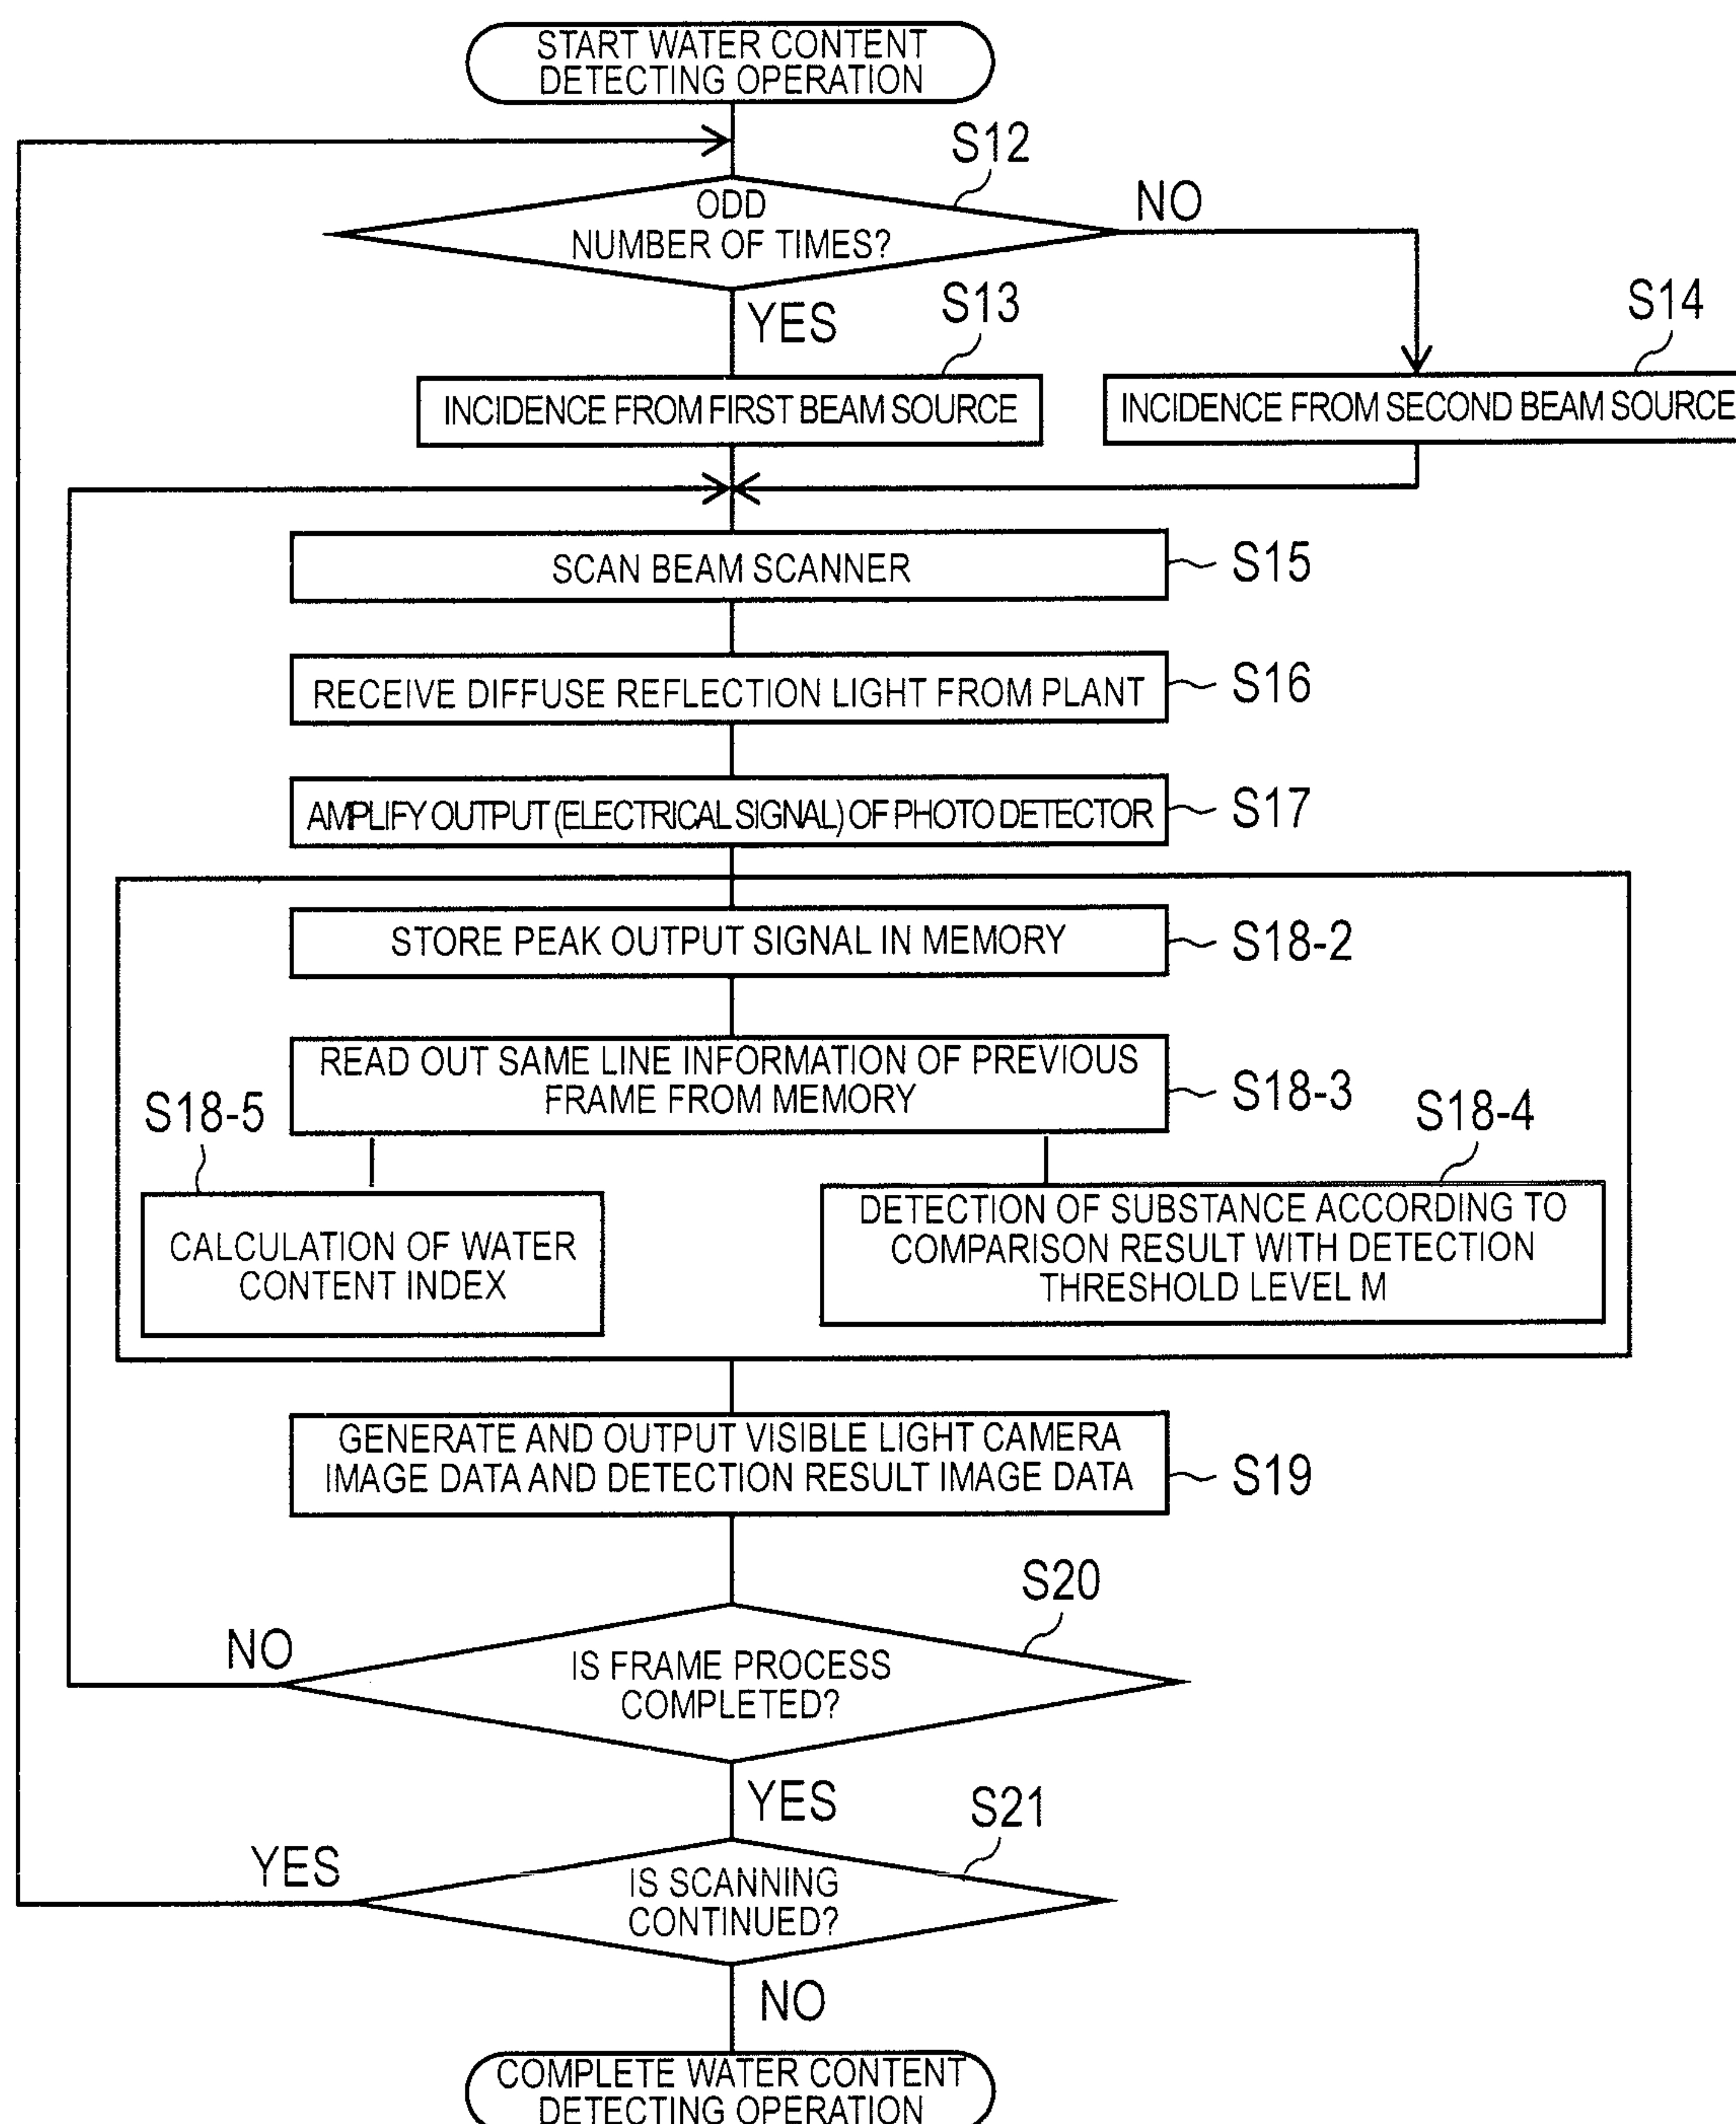 START WATER CONTENT
DETECTING OPERATION
S12
ODD
NUMBER OF TIMES?
NO
YES
S13
S14
INCIDENCE FROM FIRST BEAM SOURCE
INCIDENCE FROM SECOND BEAM SOURCE
SCAN BEAM SCANNER
S15
RECEIVE DIFFUSE REFLECTION LIGHT FROM PLANT
S16
AMPLIFY OUTPUT (ELECTRICAL SIGNAL) OF PHOTO DETECTOR
S17
STORE PEAK OUTPUT SIGNAL IN MEMORY
S18-2
READ OUT SAME LINE INFORMATION OF PREVIOUS
FRAME FROM MEMORY
S18-3
S18-5
S18-4
CALCULATION OF WATER
CONTENT INDEX
DETECTION OF SUBSTANCE ACCORDING TO
COMPARISON RESULT WITH DETECTION
THRESHOLD LEVEL M
GENERATE AND OUTPUT VISIBLE LIGHT CAMERA
IMAGE DATA AND DETECTION RESULT IMAGE DATA
S19
S20
NO
IS FRAME PROCESS
COMPLETED?
YES
S21
YES
IS SCANNING
CONTINUED?
NO
COMPLETE WATER CONTENT
DETECTING OPERATION